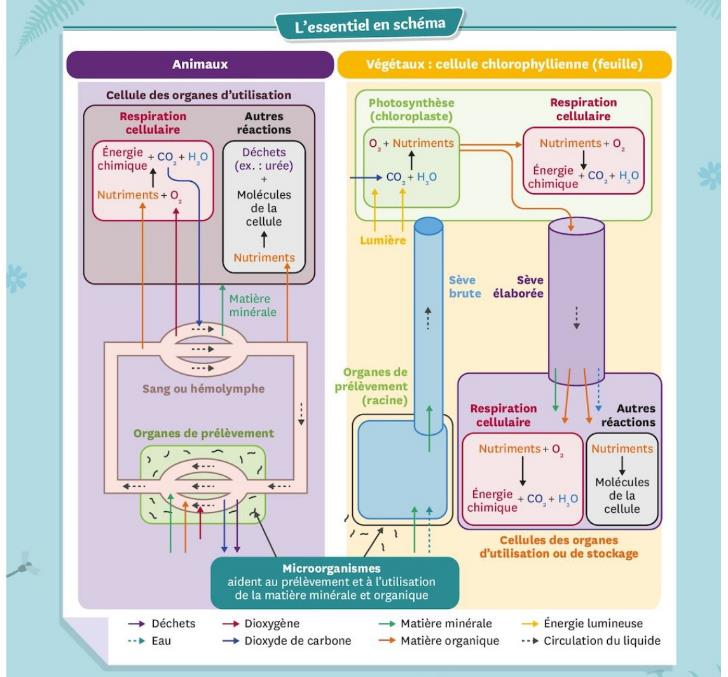 L'essentiel en schéma
Animaux
Cellule des organes d'utilisation
Respiration
cellulaire
Énergie
chimique + CO₂ + H₂O
Nutriments + O₂
Autres
réactions
Déchets
(ex. : urée)
+
Molécules
de la
cellule
Nutriments
Matière
minérale
Sang ou hémolymphe
Organes de prélèvement
Végétaux : cellule chlorophyllienne (feuille)
Photosynthèse
(chloroplaste)
O₂ + Nutriments
CO₂ + H₂O
Lumière
Respiration
cellulaire
Nutriments + O₂
Énergie
chimique + CO₂ + H₂O
Sève
brute
Sève
élaborée
Organes de
prélèvement
(racine)
Respiration
cellulaire
Nutriments + O₂
Énergie
chimique + CO₂ + H₂O
Autres
réactions
Nutriments
Molécules
de la
cellule
Cellules des organes
d'utilisation ou de stockage
Microorganismes
aident au prélèvement et à l'utilisation
de la matière minérale et organique
Déchets
Dioxygène
Matière minérale
Énergie lumineuse
Eau
Dioxyde de carbone
Matière organique
Circulation du liquide